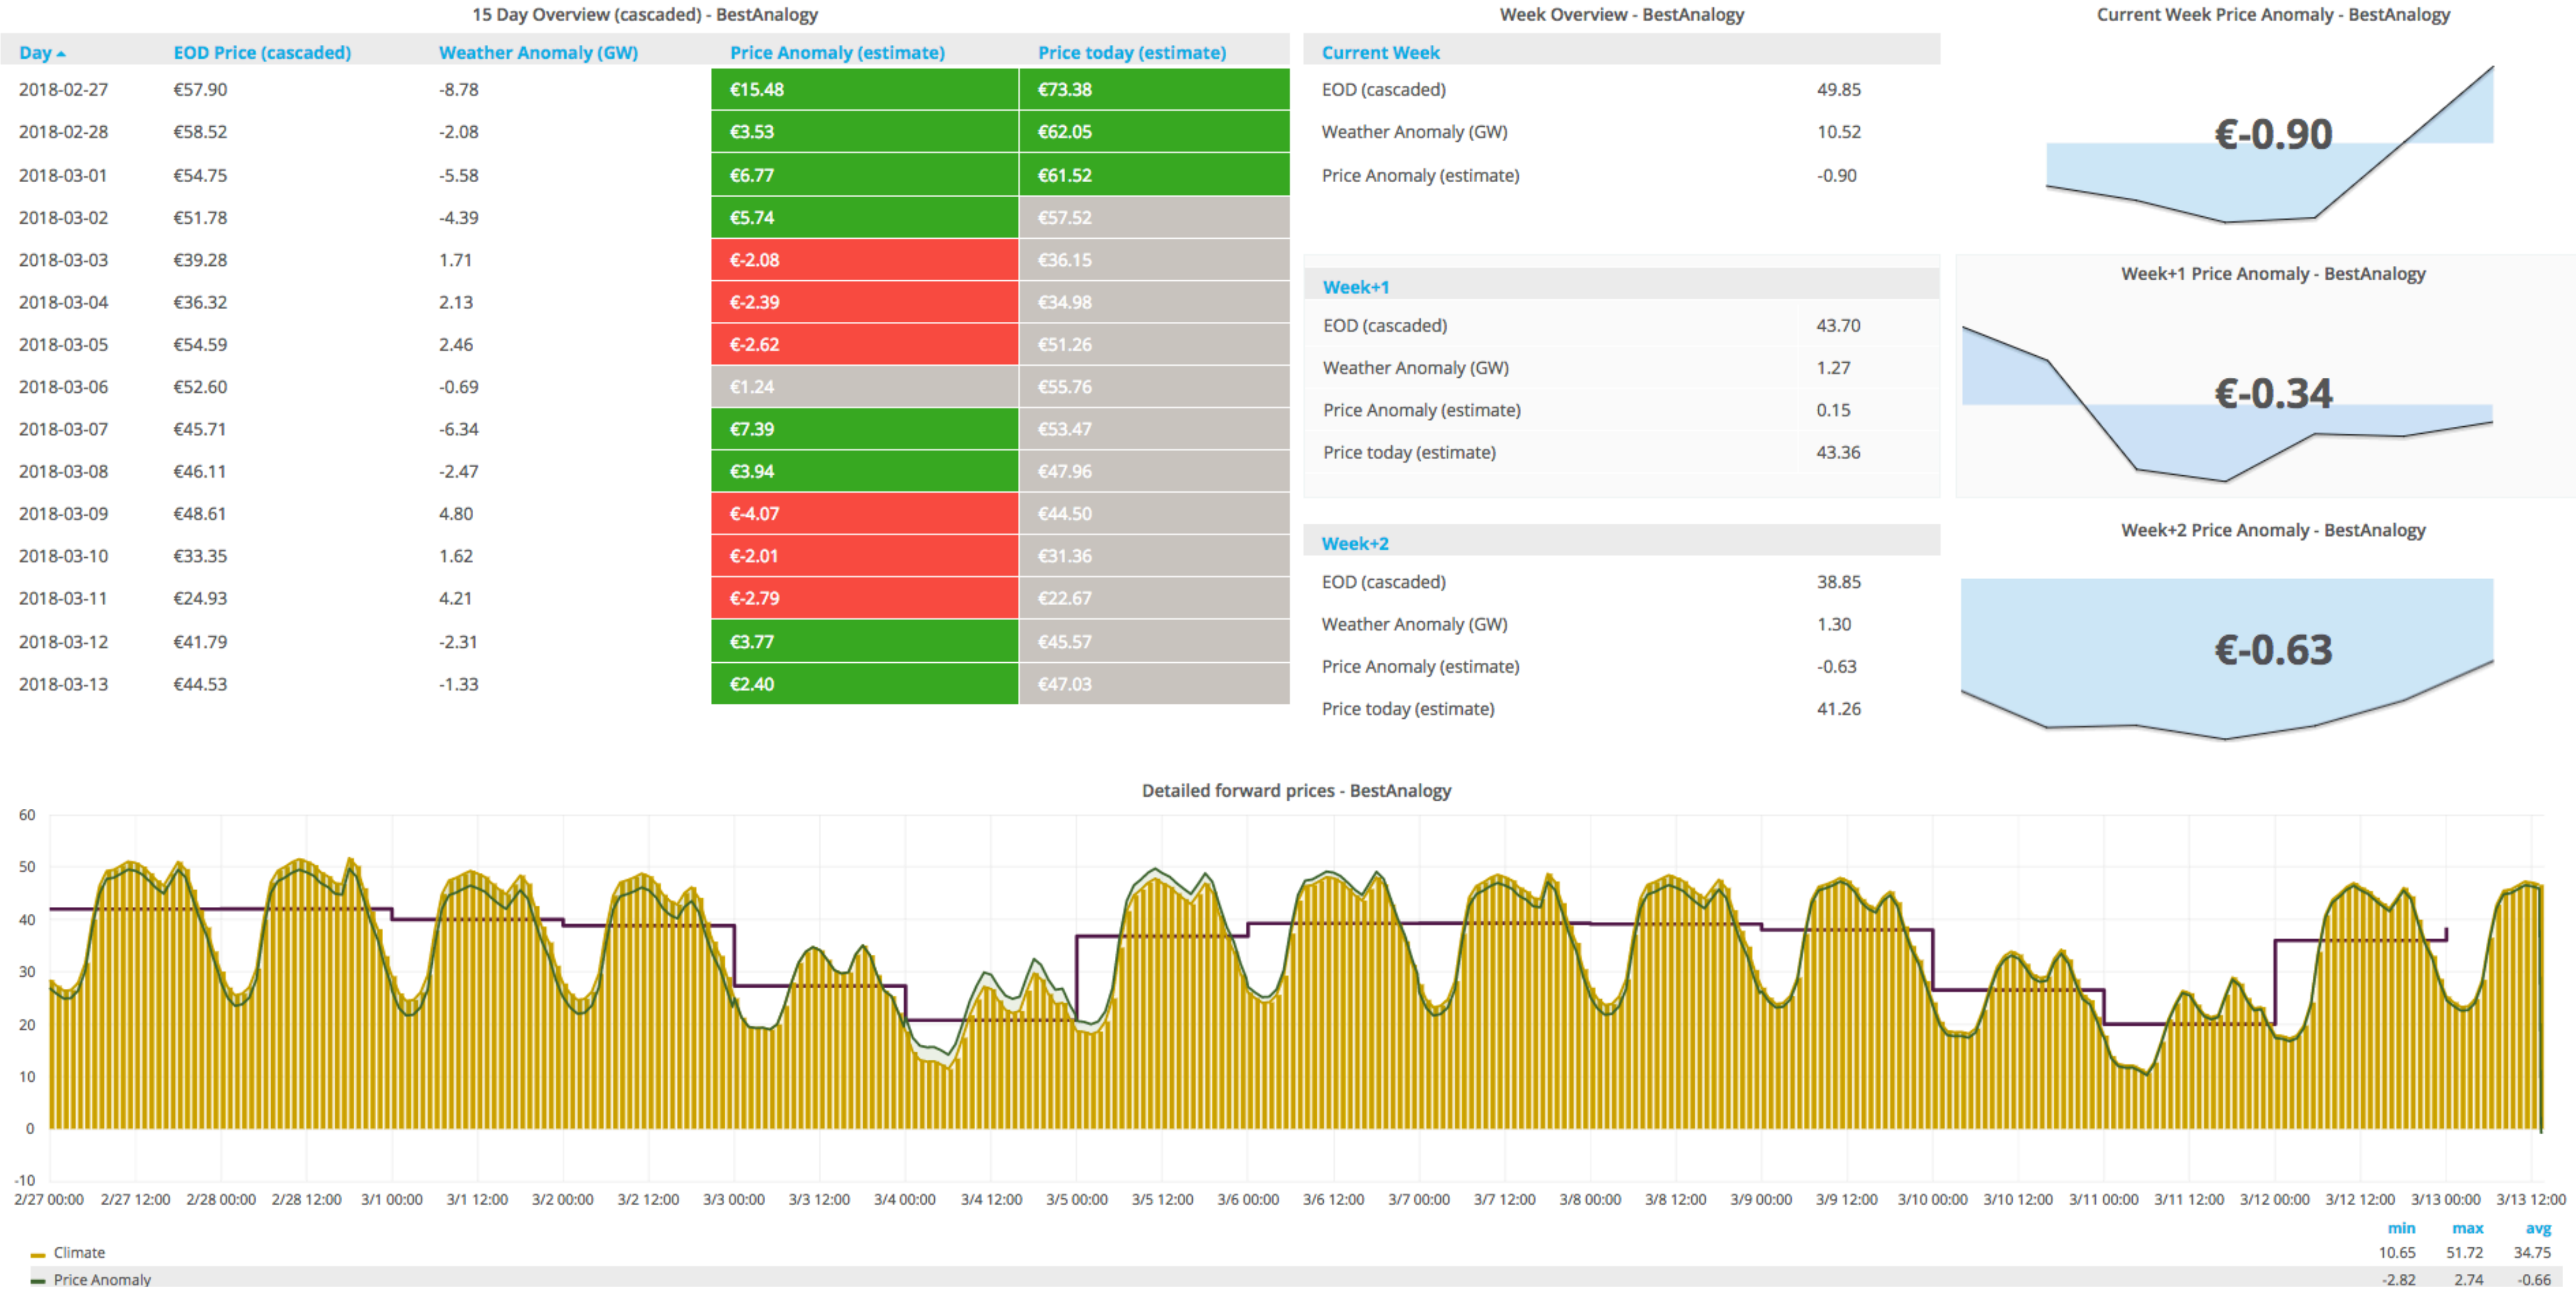 15 Day Overview (cascaded) - BestAnalogy
Day EOD Price (cascaded) Weather Anomaly (GW) Price Anomaly (estimate) Price today (estimate)
2018-02-27 €57.90 -8.78 €15.48 €73.38
2018-02-28 €58.52 -2.08 €3.53 €62.05
2018-03-01 €54.75 -5.58 €6.77 €61.52
2018-03-02 €51.78 -4.39 €5.74 €57.52
2018-03-03 €39.28 1.71 €-2.08 €36.15
2018-03-04 €36.32 2.13 €-2.39 €34.98
2018-03-05 €54.59 2.46 €-2.62 €51.26
2018-03-06 €52.60 -0.69 €1.24 €55.76
2018-03-07 €45.71 -6.34 €7.39 €53.47
2018-03-08 €46.11 -2.47 €3.94 €47.96
2018-03-09 €48.61 4.80 €-4.07 €44.50
2018-03-10 €33.35 1.62 €-2.01 €31.36
2018-03-11 €24.93 4.21 €-2.79 €22.67
2018-03-12 €41.79 -2.31 €3.77 €45.57
2018-03-13 €44.53 -1.33 €2.40 €47.03
Week Overview - BestAnalogy
Current Week
EOD (cascaded) 49.85
Weather Anomaly (GW) 10.52
Price Anomaly (estimate) -0.90
Week+1
EOD (cascaded) 43.70
Weather Anomaly (GW) 1.27
Price Anomaly (estimate) 0.15
Price today (estimate) 43.36
Week+2
EOD (cascaded) 38.85
Weather Anomaly (GW) 1.30
Price Anomaly (estimate) -0.63
Price today (estimate) 41.26
Current Week Price Anomaly - BestAnalogy
€-0.90
Week+1 Price Anomaly - BestAnalogy
€-0.34
Week+2 Price Anomaly - BestAnalogy
€-0.63
Detailed forward prices - BestAnalogy
60
50
40
30
20
10
0
-10
2/27 00:00 2/27 12:00 2/28 00:00 2/28 12:00 3/1 00:00 3/1 12:00 3/2 00:00 3/2 12:00 3/3 00:00 3/3 12:00 3/4 00:00 3/4 12:00 3/5 00:00 3/5 12:00 3/6 00:00 3/6 12:00 3/7 00:00 3/7 12:00 3/8 00:00 3/8 12:00 3/9 00:00 3/9 12:00 3/10 00:00 3/10 12:00 3/11 00:00 3/11 12:00 3/12 00:00 3/12 12:00 3/13 00:00 3/13 12:00
min max avg
Climate 10.65 51.72 34.75
Price Anomaly -2.82 2.74 -0.66